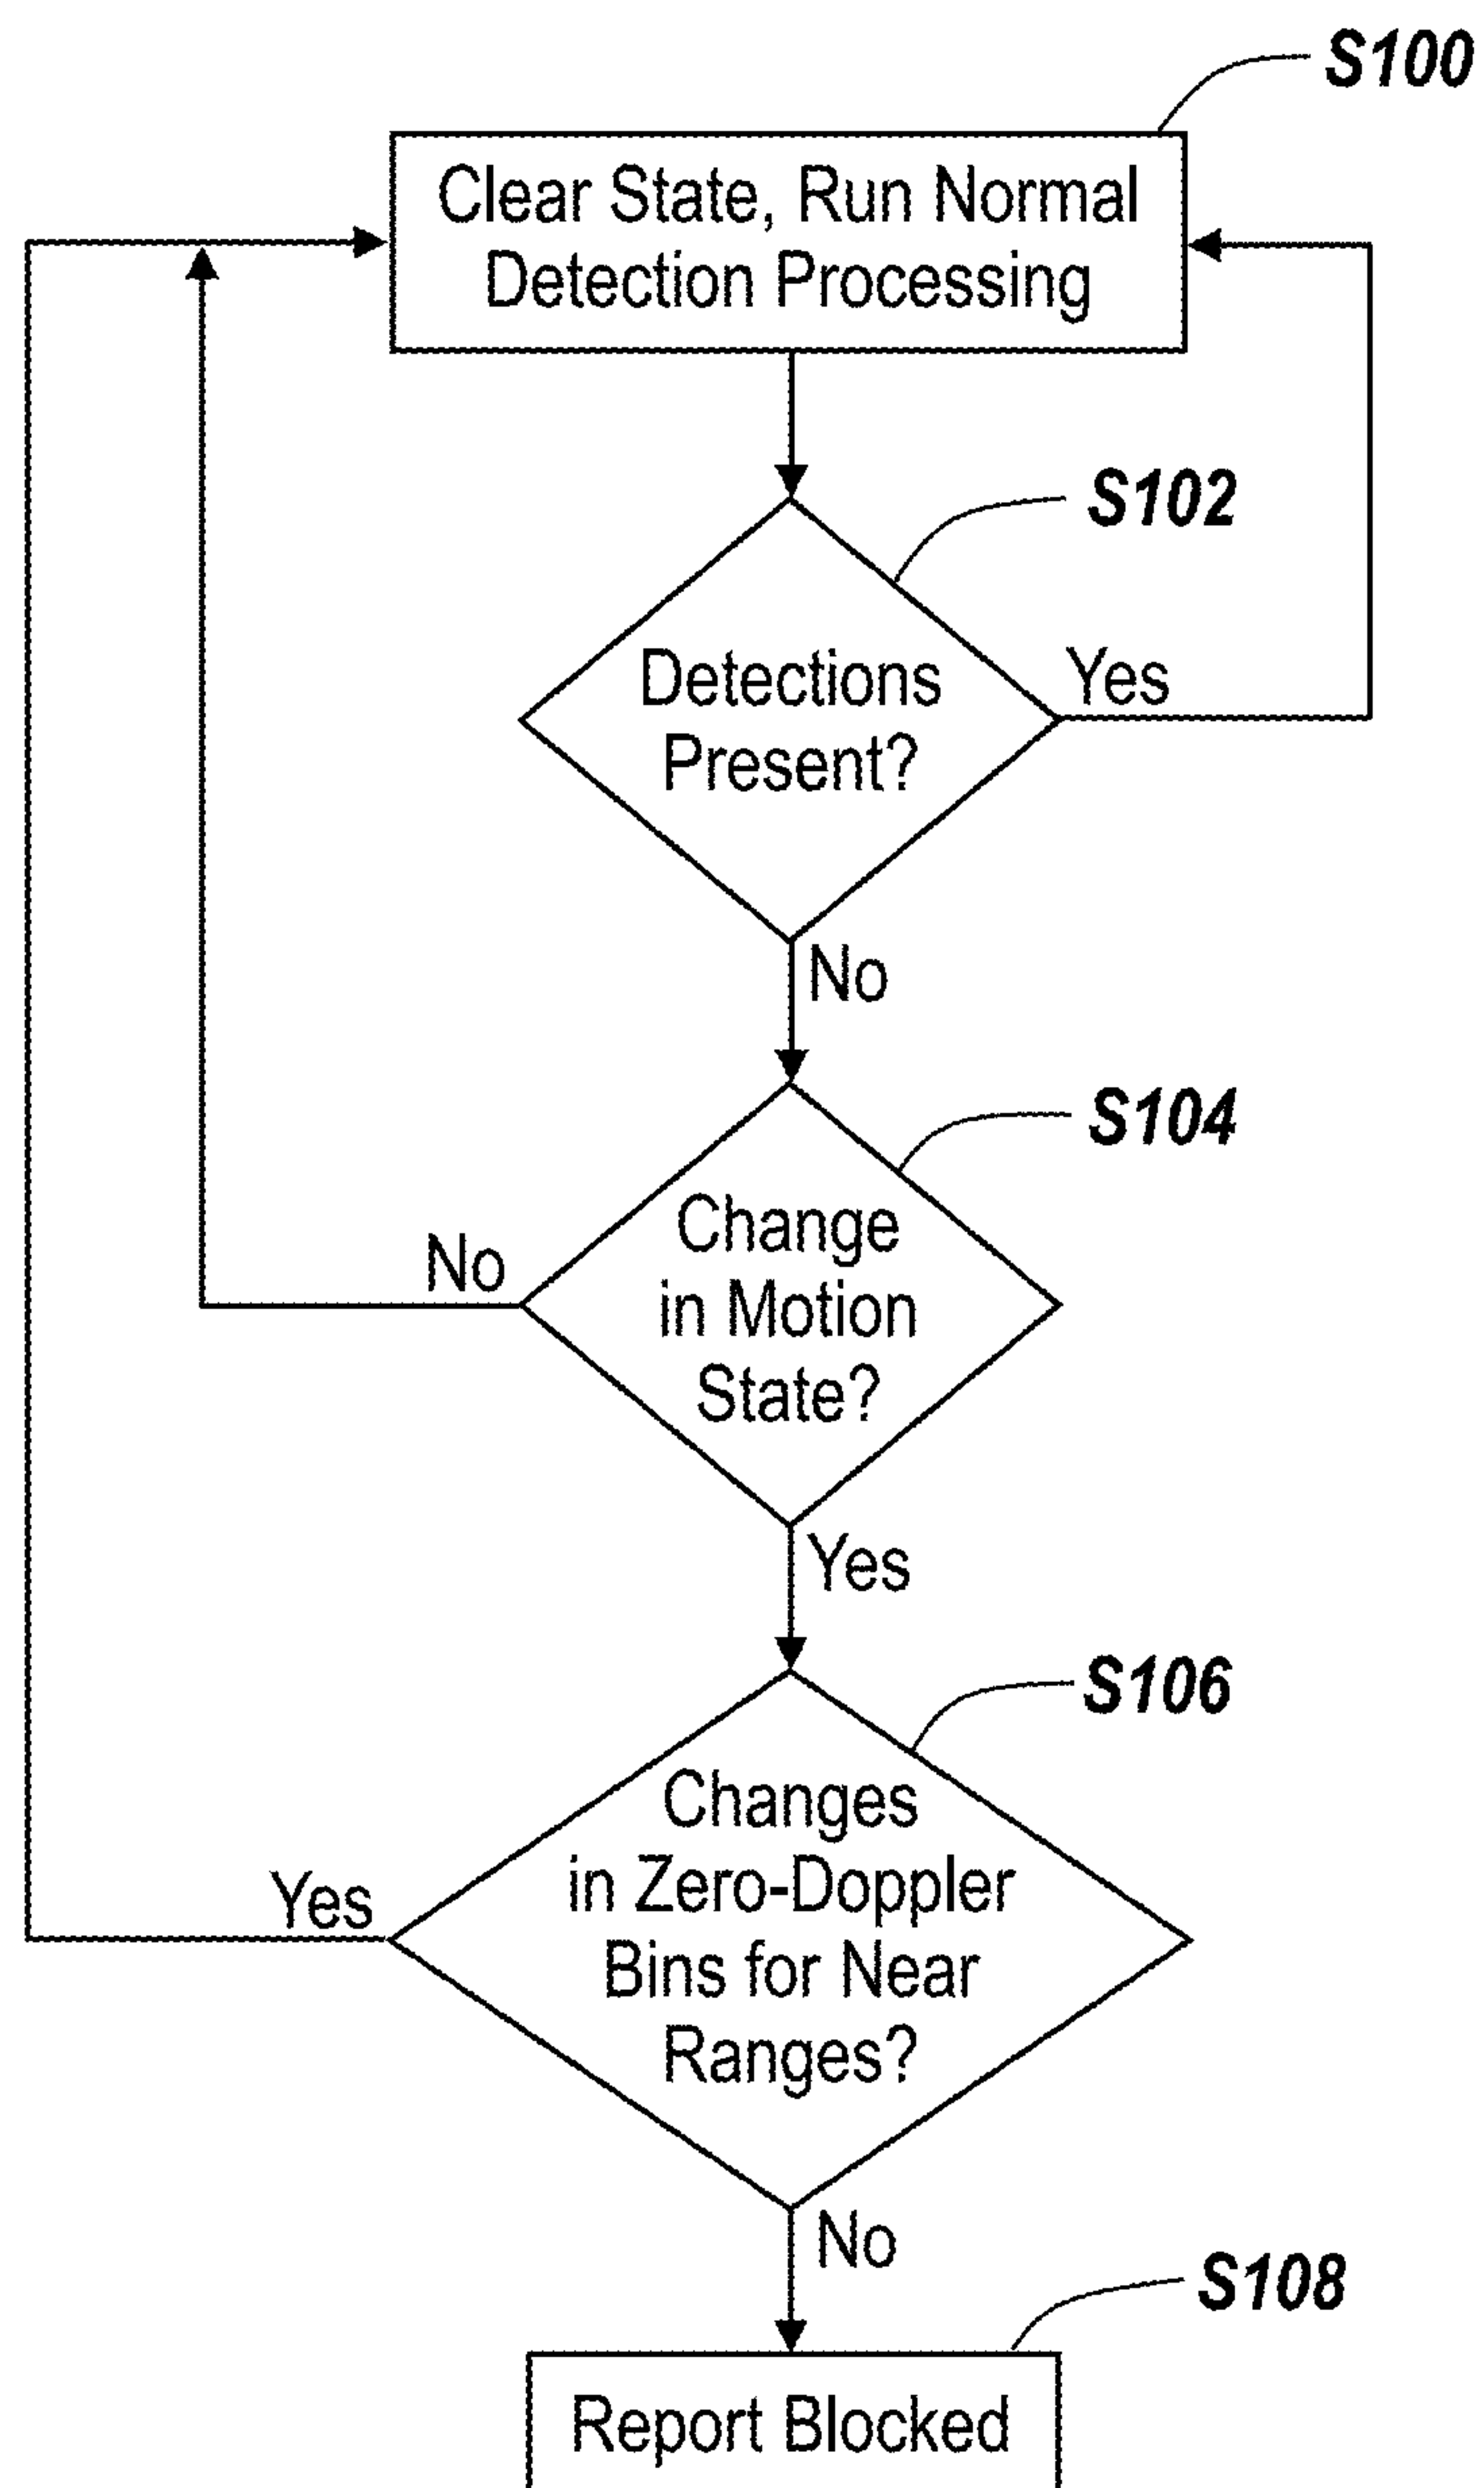 S100
Clear State, Run Normal
Detection Processing
S102
Detections
Present?
Yes
No
S104
Change
in Motion
State?
No
Yes
S106
Changes
in Zero-Doppler
Bins for Near
Ranges?
Yes
No
S108
Report Blocked